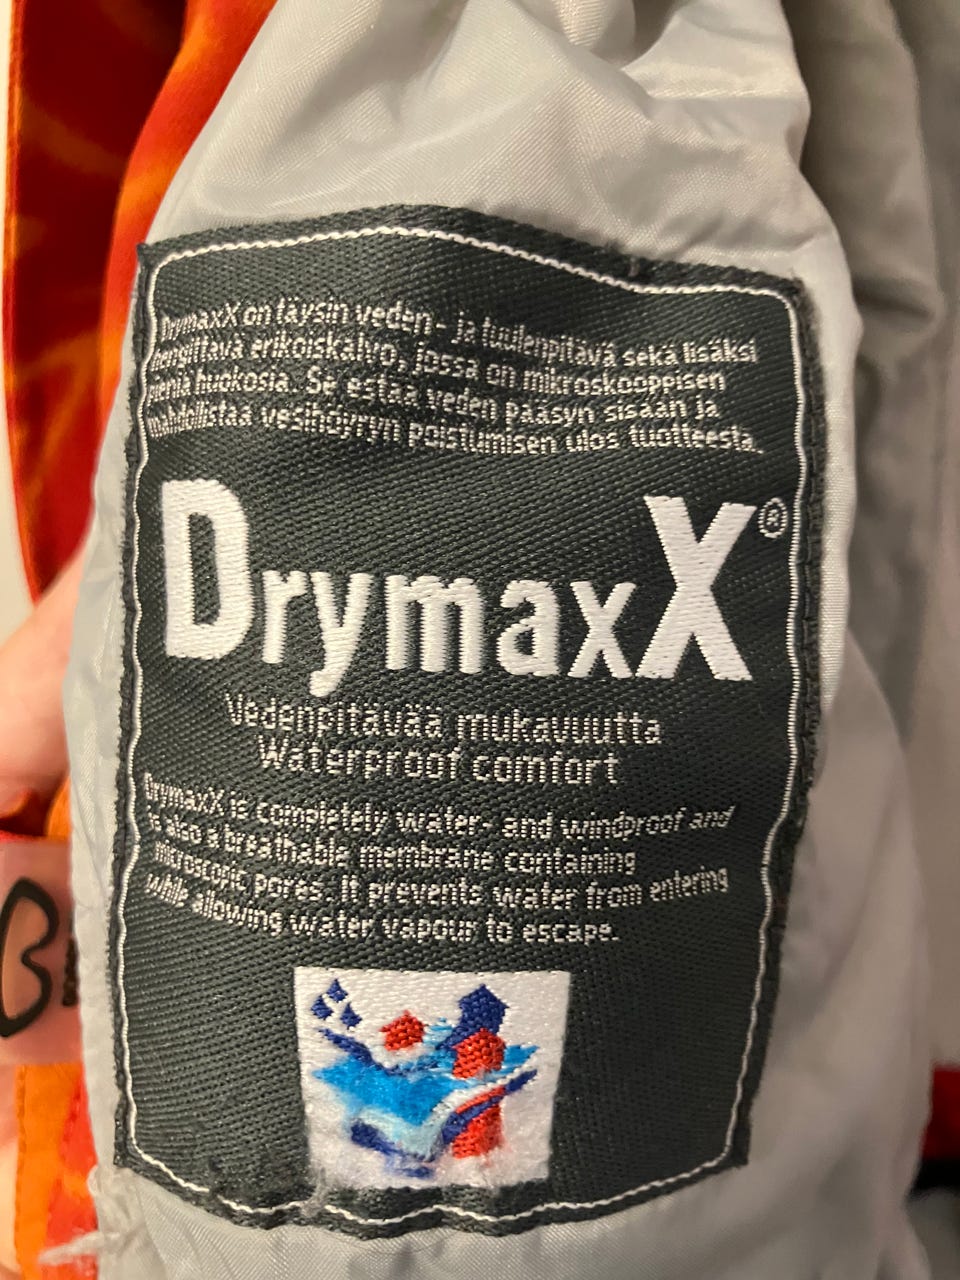 DrymaxX on täysin veden- ja tuulenpitävä sekä lisäksi
hengittävä erikoiskalvo, jossa on mikroskooppisen
pieniä huokosia. Se estää veden pääsyn sisään ja
mahdollistaa vesihöyryn poistumisen ulos tuotteesta.
DrymaxX®
Vedenpitävää mukavuutta
Waterproof comfort
DrymaxX is completely water- and windproof and
is also a breathable membrane containing
microscopic pores. It prevents water from entering
while allowing water vapour to escape.